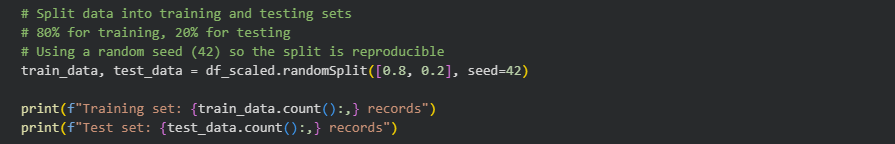 # Split data into training and testing sets
# 80% for training, 20% for testing
# Using a random seed (42) so the split is reproducible
train_data, test_data = df_scaled.randomSplit([0.8, 0.2], seed=42)
print(f"Training set: {train_data.count():,} records")
print(f"Test set: {test_data.count():,} records")